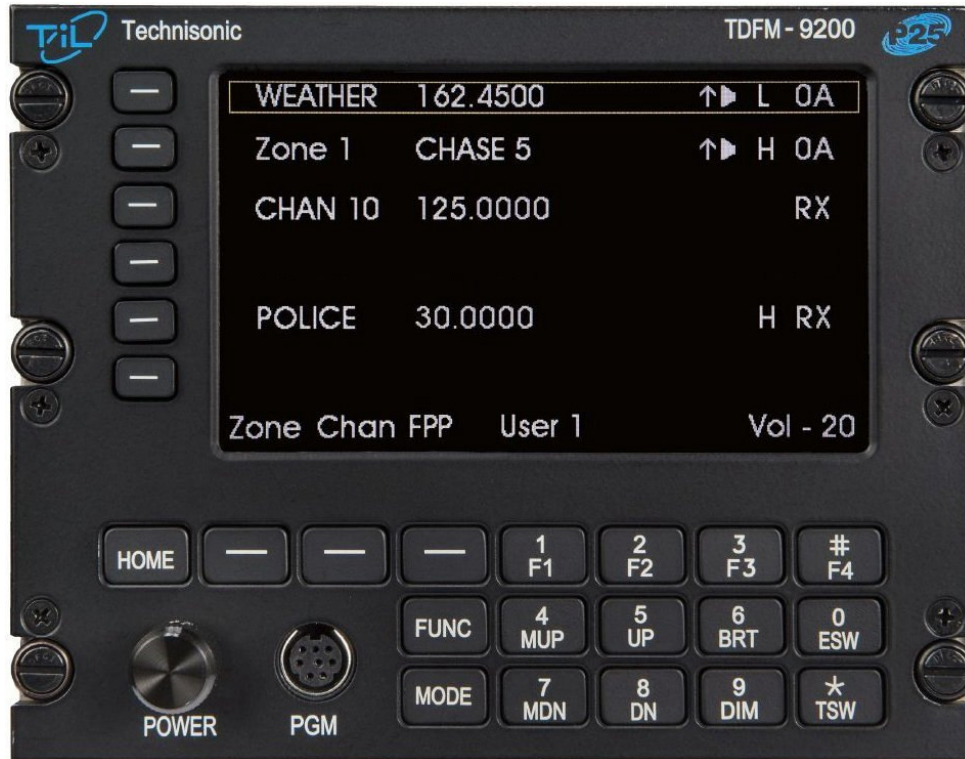 TiL Technisonic TDFM - 9200 P25
WEATHER 162.4500 ↑ L 0A
Zone 1 CHASE 5 ↑ H 0A
CHAN 10 125.0000 RX
POLICE 30.0000 H RX
Zone Chan FPP User 1 Vol - 20
HOME 1 2 3 #
F1 F2 F3 F4
FUNC 4 5 6 0
MUP UP BRT ESW
MODE 7 8 9 *
MDN DN DIM TSW
POWER PGM